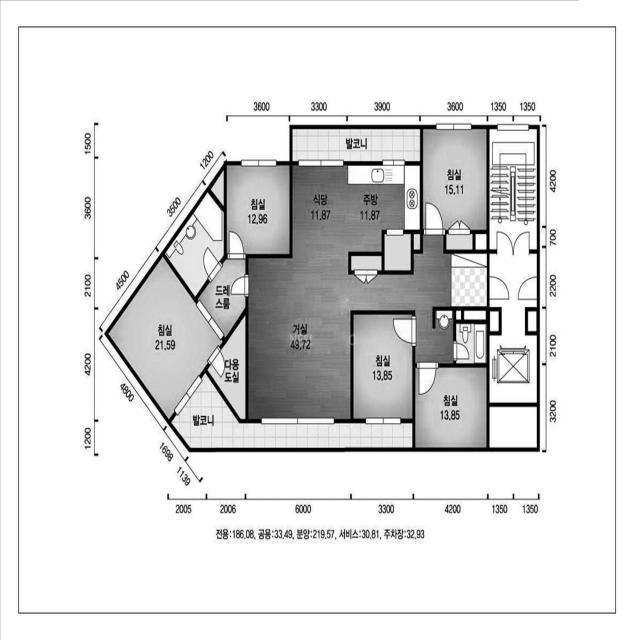 3600 3300 3900 3600 1350 1350
1500
3600
2100
4200
1200
1200
3500
4500
4800
1698
1139
4200
700
2200
2100
3200
발코니
침실
15,11
침실
12,96
식당
11,87
주방
11,87
드레
스룸
침실
21,59
거실
43,72
다용
도실
침실
13,85
침실
13,85
발코니
2005 2006 6000 3300 4200 1350 1350
전용:186,08, 공용:33,49, 분양:219,57, 서비스:30,81, 주차장:32,93